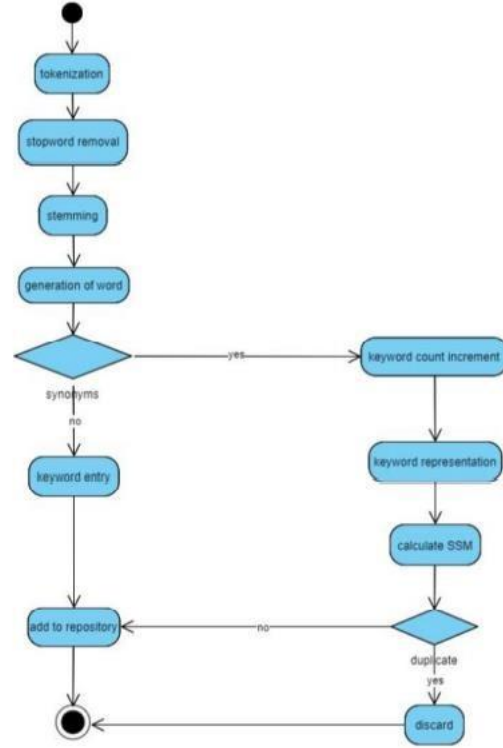 tokenization
stopword removal
stemming
generation of word
yes
keyword count increment
synonyms
no
keyword representation
keyword entry
calculate SSM
add to repository
no
duplicate
yes
discard